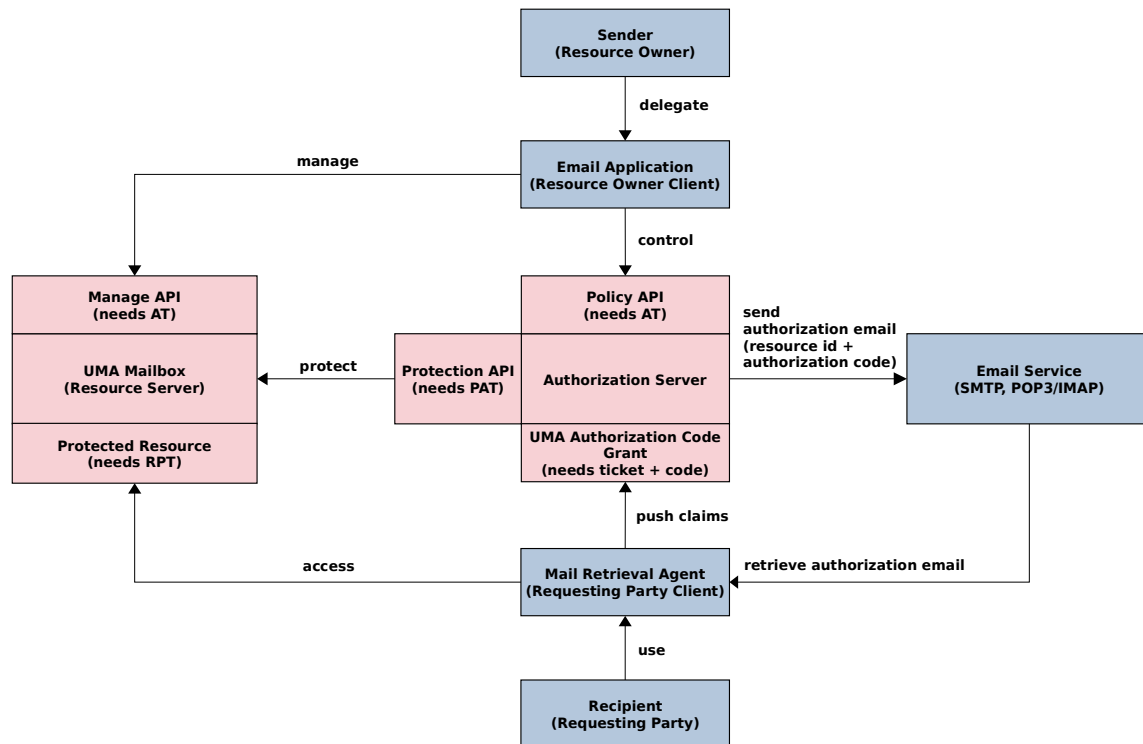 Sender
(Resource Owner)
delegate
manage
Email Application
(Resource Owner Client)
control
Manage API
(needs AT)
Policy API
(needs AT)
send
authorization email
(resource id +
authorization code)
UMA Mailbox
(Resource Server)
protect
Protection API
(needs PAT)
Authorization Server
Email Service
(SMTP, POP3/IMAP)
Protected Resource
(needs RPT)
UMA Authorization Code
Grant
(needs ticket + code)
push claims
access
Mail Retrieval Agent
(Requesting Party Client)
retrieve authorization email
use
Recipient
(Requesting Party)